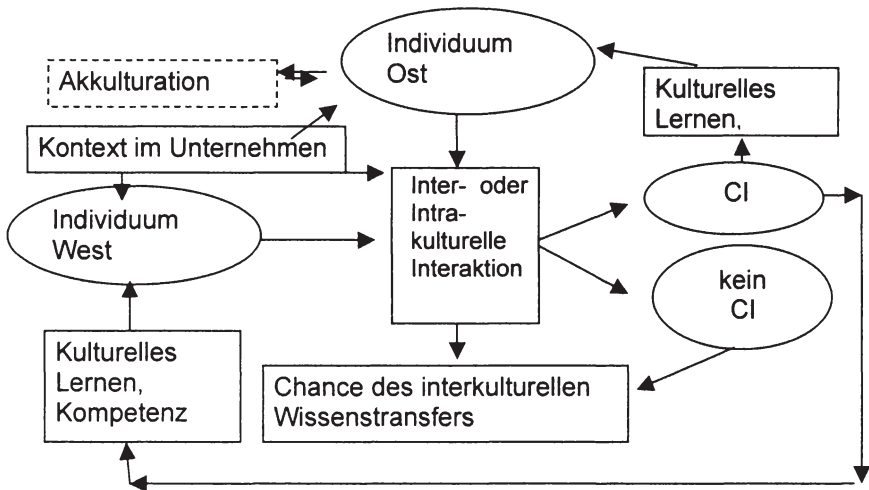 Individuum
Ost
Akkulturation
Kulturelles
Lernen,
Kontext im Unternehmen
Inter- oder
Intra-
kulturelle
Interaktion
CI
Individuum
West
kein
CI
Kulturelles
Lernen,
Kompetenz
Chance des interkulturellen
Wissenstransfers